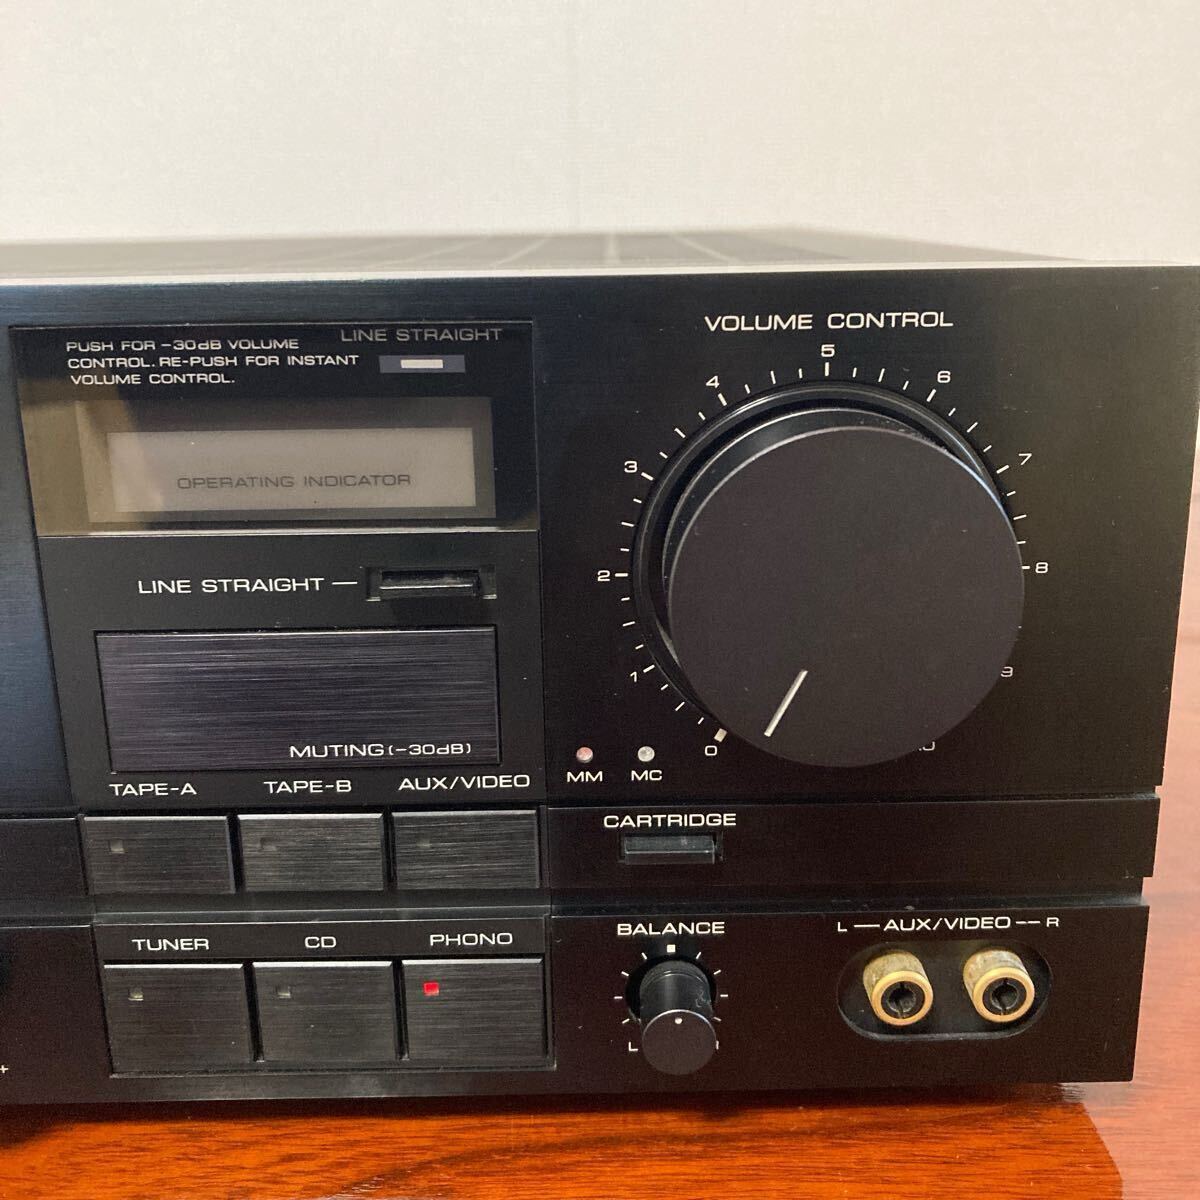 PUSH FOR -30dB VOLUME
CONTROL. RE-PUSH FOR INSTANT
VOLUME CONTROL.
LINE STRAIGHT
OPERATING INDICATOR
LINE STRAIGHT
MUTING (-30dB)
TAPE-A TAPE-B AUX/VIDEO
TUNER CD PHONO
VOLUME CONTROL
0 1 2 3 4 5 6 7 8 9
MM MC
CARTRIDGE
BALANCE
L
L AUX/VIDEO R
+